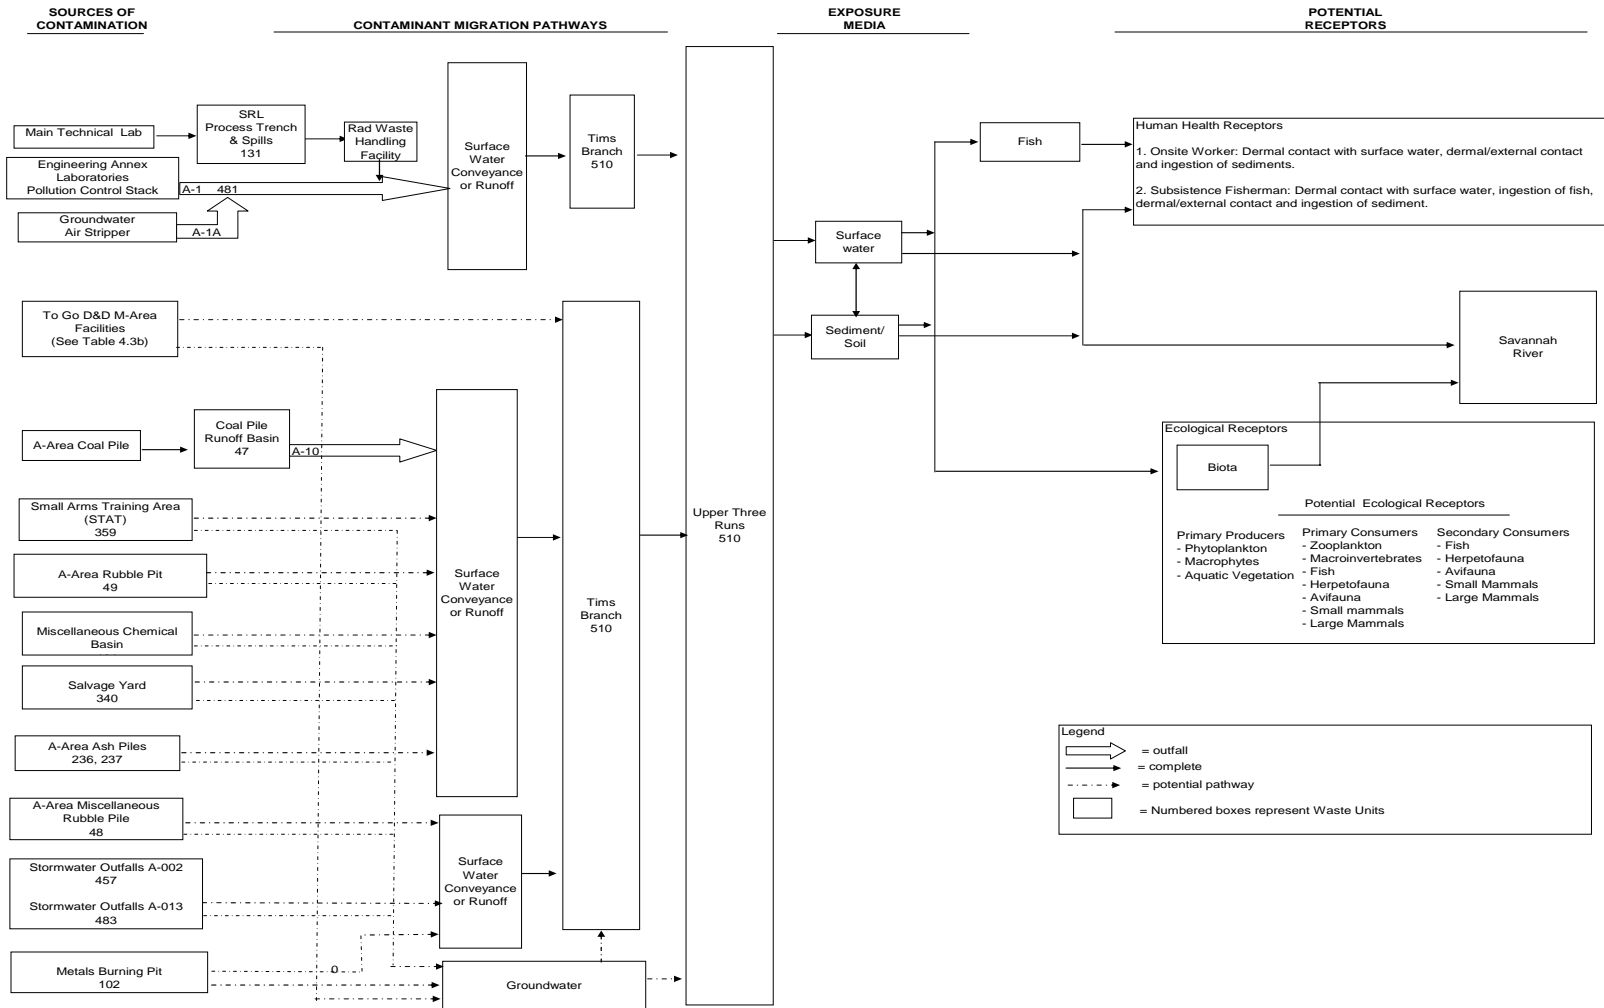 SOURCES OF
CONTAMINATION
CONTAMINANT MIGRATION PATHWAYS
EXPOSURE
MEDIA
POTENTIAL
RECEPTORS
Main Technical Lab
SRL
Process Trench
& Spills
131
Rad Waste
Handling
Facility
Engineering Annex
Laboratories
Pollution Control Stack
A-1 481
Groundwater
Air Stripper
A-1A
Surface
Water
Conveyance
or Runoff
Tims
Branch
510
To Go D&D M-Area
Facilities
(See Table 4.3b)
A-Area Coal Pile
Coal Pile
Runoff Basin
47
A-10
Small Arms Training Area
(STAT)
359
A-Area Rubble Pit
49
Miscellaneous Chemical
Basin
Salvage Yard
340
A-Area Ash Piles
236, 237
A-Area Miscellaneous
Rubble Pile
48
Stormwater Outfalls A-002
457
Stormwater Outfalls A-013
483
Metals Burning Pit
102
0
Surface
Water
Conveyance
or Runoff
Surface
Water
Conveyance
or Runoff
Tims
Branch
510
Groundwater
Upper Three
Runs
510
Surface
water
Sediment/
Soil
Fish
Human Health Receptors
1. Onsite Worker: Dermal contact with surface water, dermal/external contact
and ingestion of sediments.
2. Subsistence Fisherman: Dermal contact with surface water, ingestion of fish,
dermal/external contact and ingestion of sediment.
Savannah
River
Ecological Receptors
Biota
Potential Ecological Receptors
Primary Producers
- Phytoplankton
- Macrophytes
- Aquatic Vegetation
Primary Consumers
- Zooplankton
- Macroinvertebrates
- Fish
- Herpetofauna
- Avifauna
- Small mammals
- Large Mammals
Secondary Consumers
- Fish
- Herpetofauna
- Avifauna
- Small Mammals
- Large Mammals
Legend
= outfall
= complete
= potential pathway
= Numbered boxes represent Waste Units